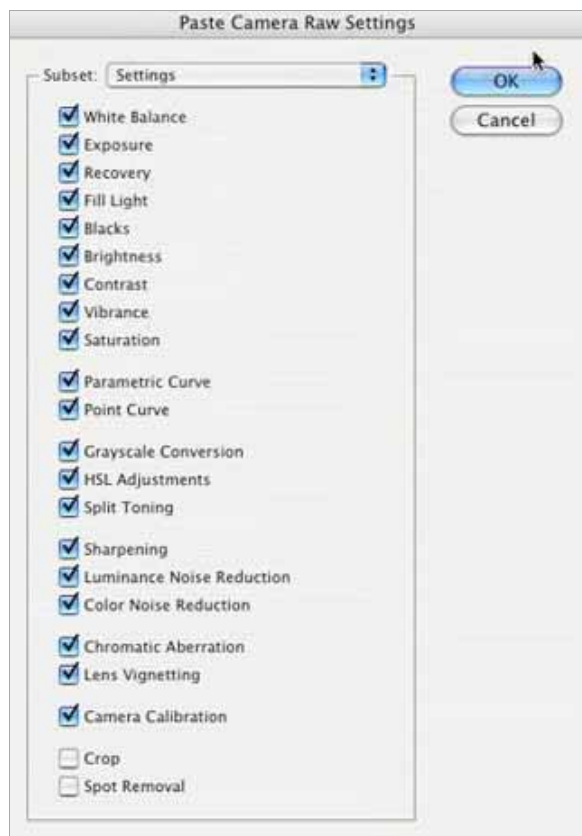 Paste Camera Raw Settings
Subset: Settings
OK
Cancel
White Balance
Exposure
Recovery
Fill Light
Blacks
Brightness
Contrast
Vibrance
Saturation
Parametric Curve
Point Curve
Grayscale Conversion
HSL Adjustments
Split Toning
Sharpening
Luminance Noise Reduction
Color Noise Reduction
Chromatic Aberration
Lens Vignetting
Camera Calibration
Crop
Spot Removal